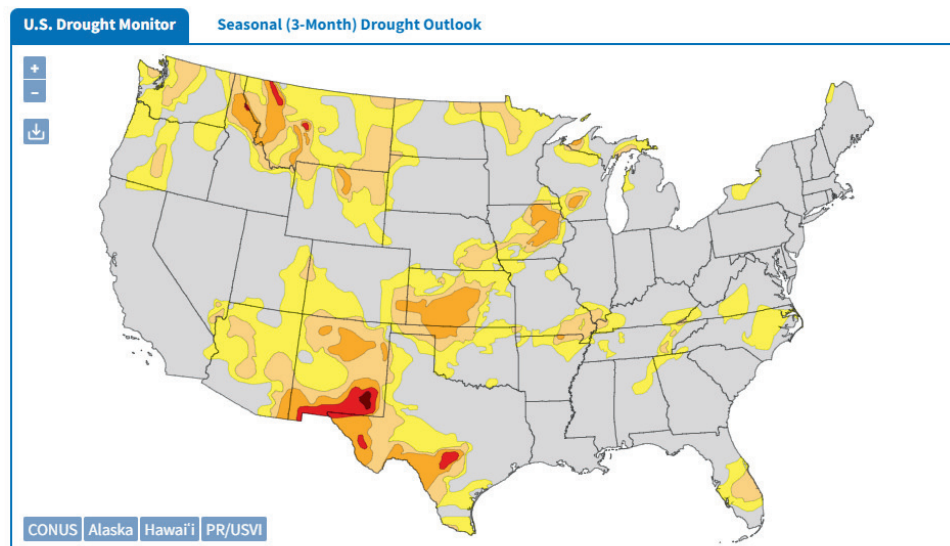 U.S. Drought Monitor
Seasonal (3-Month) Drought Outlook
+
−
CONUS
Alaska
Hawai'i
PR/USVI